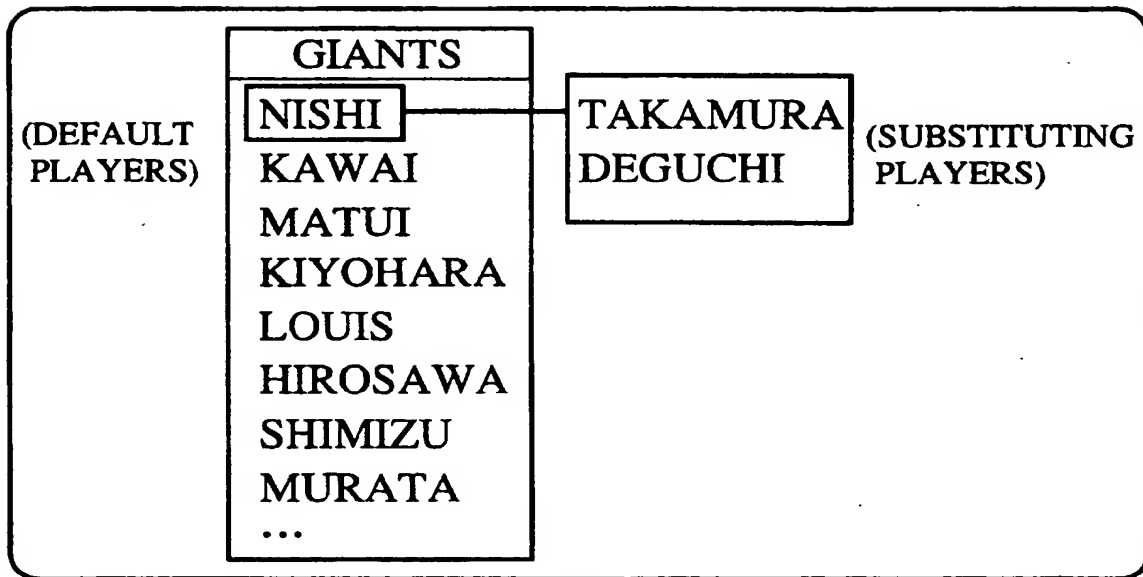 GIANTS
(DEFAULT
PLAYERS)
NISHI
KAWAI
MATUI
KIYOHARA
LOUIS
HIROSAWA
SHIMIZU
MURATA
...
TAKAMURA
DEGUCHI
(SUBSTITUTING
PLAYERS)